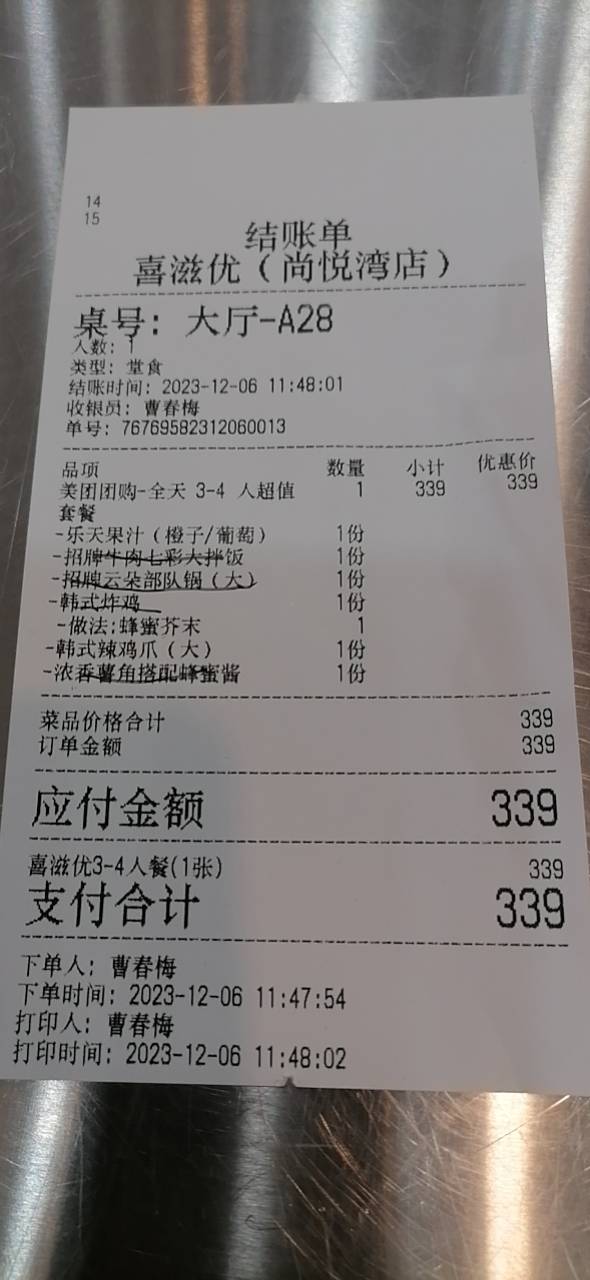 14
15
结账单
喜滋优（尚悦湾店）
桌号: 大厅-A28
人数: 1
类型: 堂食
结账时间: 2023-12-06 11:48:01
收银员: 曹春梅
单号: 76769582312060013
品项 数量 小计 优惠价
美团团购-全天 3-4 人超值 1 339 339
套餐
-乐天果汁（橙子/葡萄） 1份
-招牌牛肉七彩大拌饭 1份
-招牌云朵部队锅（大） 1份
-韩式炸鸡 1份
-做法:蜂蜜芥末 1
-韩式辣鸡爪（大） 1份
-浓香薯角搭配蜂蜜酱 1份
菜品价格合计 339
订单金额 339
应付金额 339
喜滋优3-4人餐(1张) 339
支付合计 339
下单人: 曹春梅
下单时间: 2023-12-06 11:47:54
打印人: 曹春梅
打印时间: 2023-12-06 11:48:02